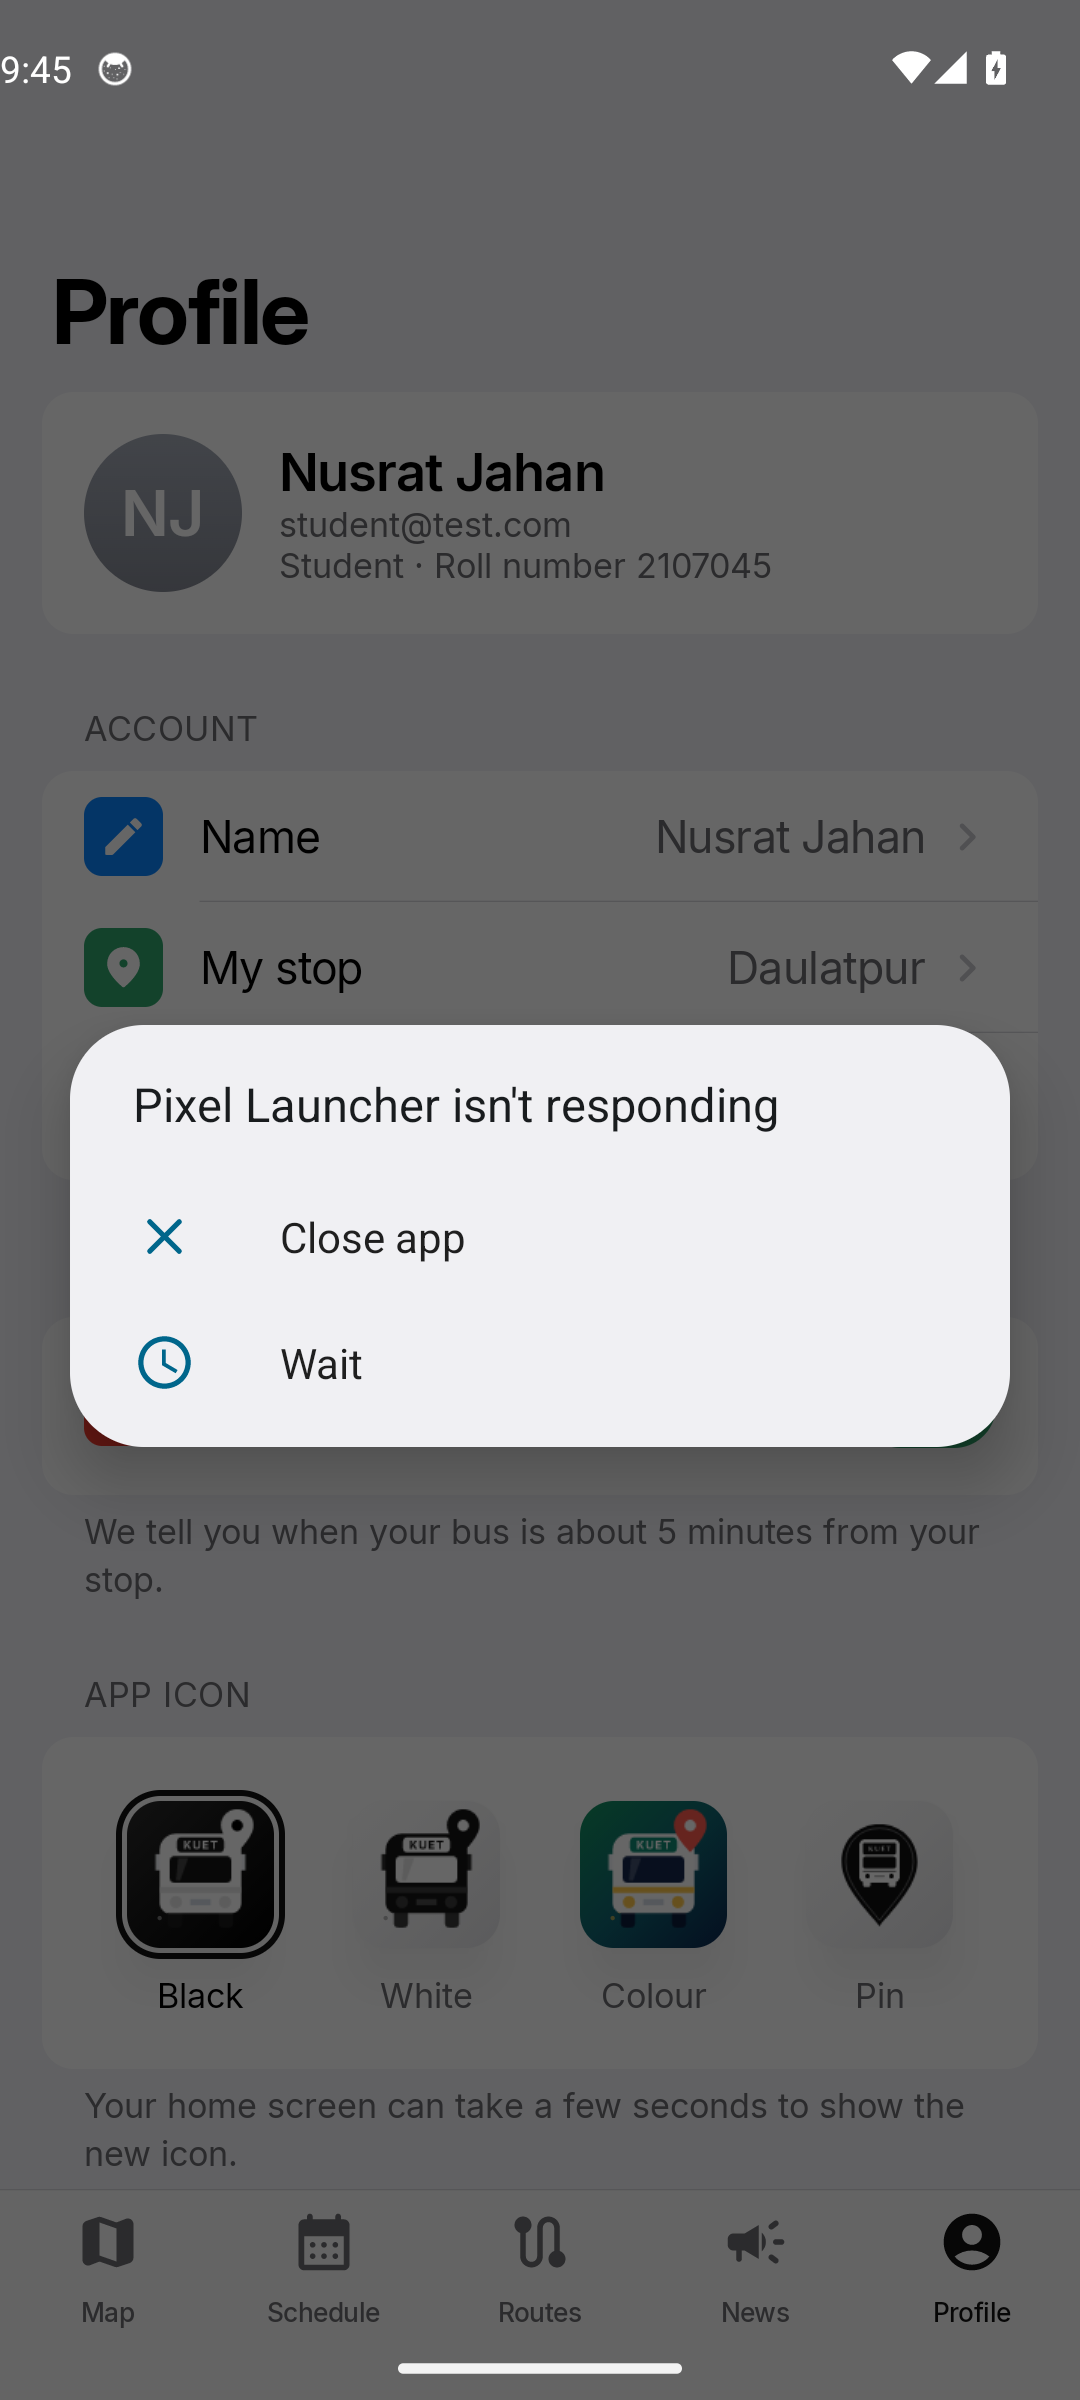 9:45
Profile
NJ
Nusrat Jahan
student@test.com
Student · Roll number 2107045
ACCOUNT
Name Nusrat Jahan
My stop Daulatpur
Pixel Launcher isn't responding
Close app
Wait
We tell you when your bus is about 5 minutes from your
stop.
APP ICON
KUET KUET KUET KUET
Black White Colour Pin
Your home screen can take a few seconds to show the
new icon.
Map Schedule Routes News Profile